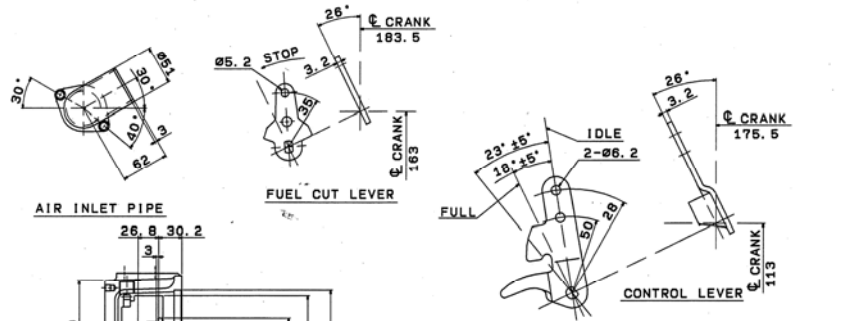 26°
℄ CRANK
183.5
STOP
ø5.2
3.2
35
℄ CRANK
163
FUEL CUT LEVER
ø51
30°
30°
40°
3
62
AIR INLET PIPE
26.8
30.2
3
26°
3.2
℄ CRANK
175.5
IDLE
23° ±5°
2-ø6.2
18° ±5°
FULL
28
50
℄ CRANK
113
CONTROL LEVER